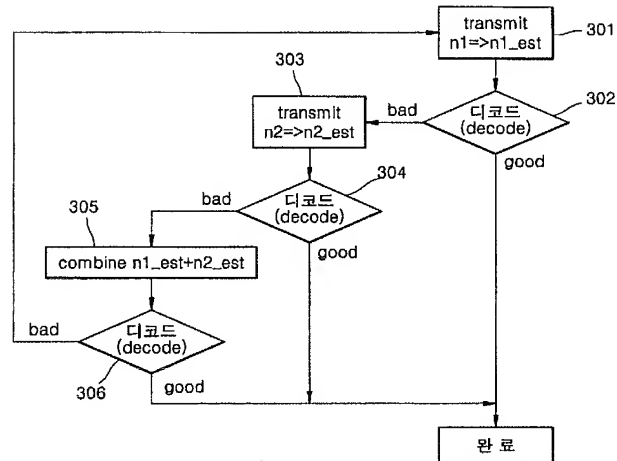 transmit
n1=>n1_est
301
303
302
transmit
n2=>n2_est
bad
디코드
(decode)
good
304
bad
디코드
(decode)
305
good
combine n1_est+n2_est
bad
디코드
(decode)
306
good
완 료